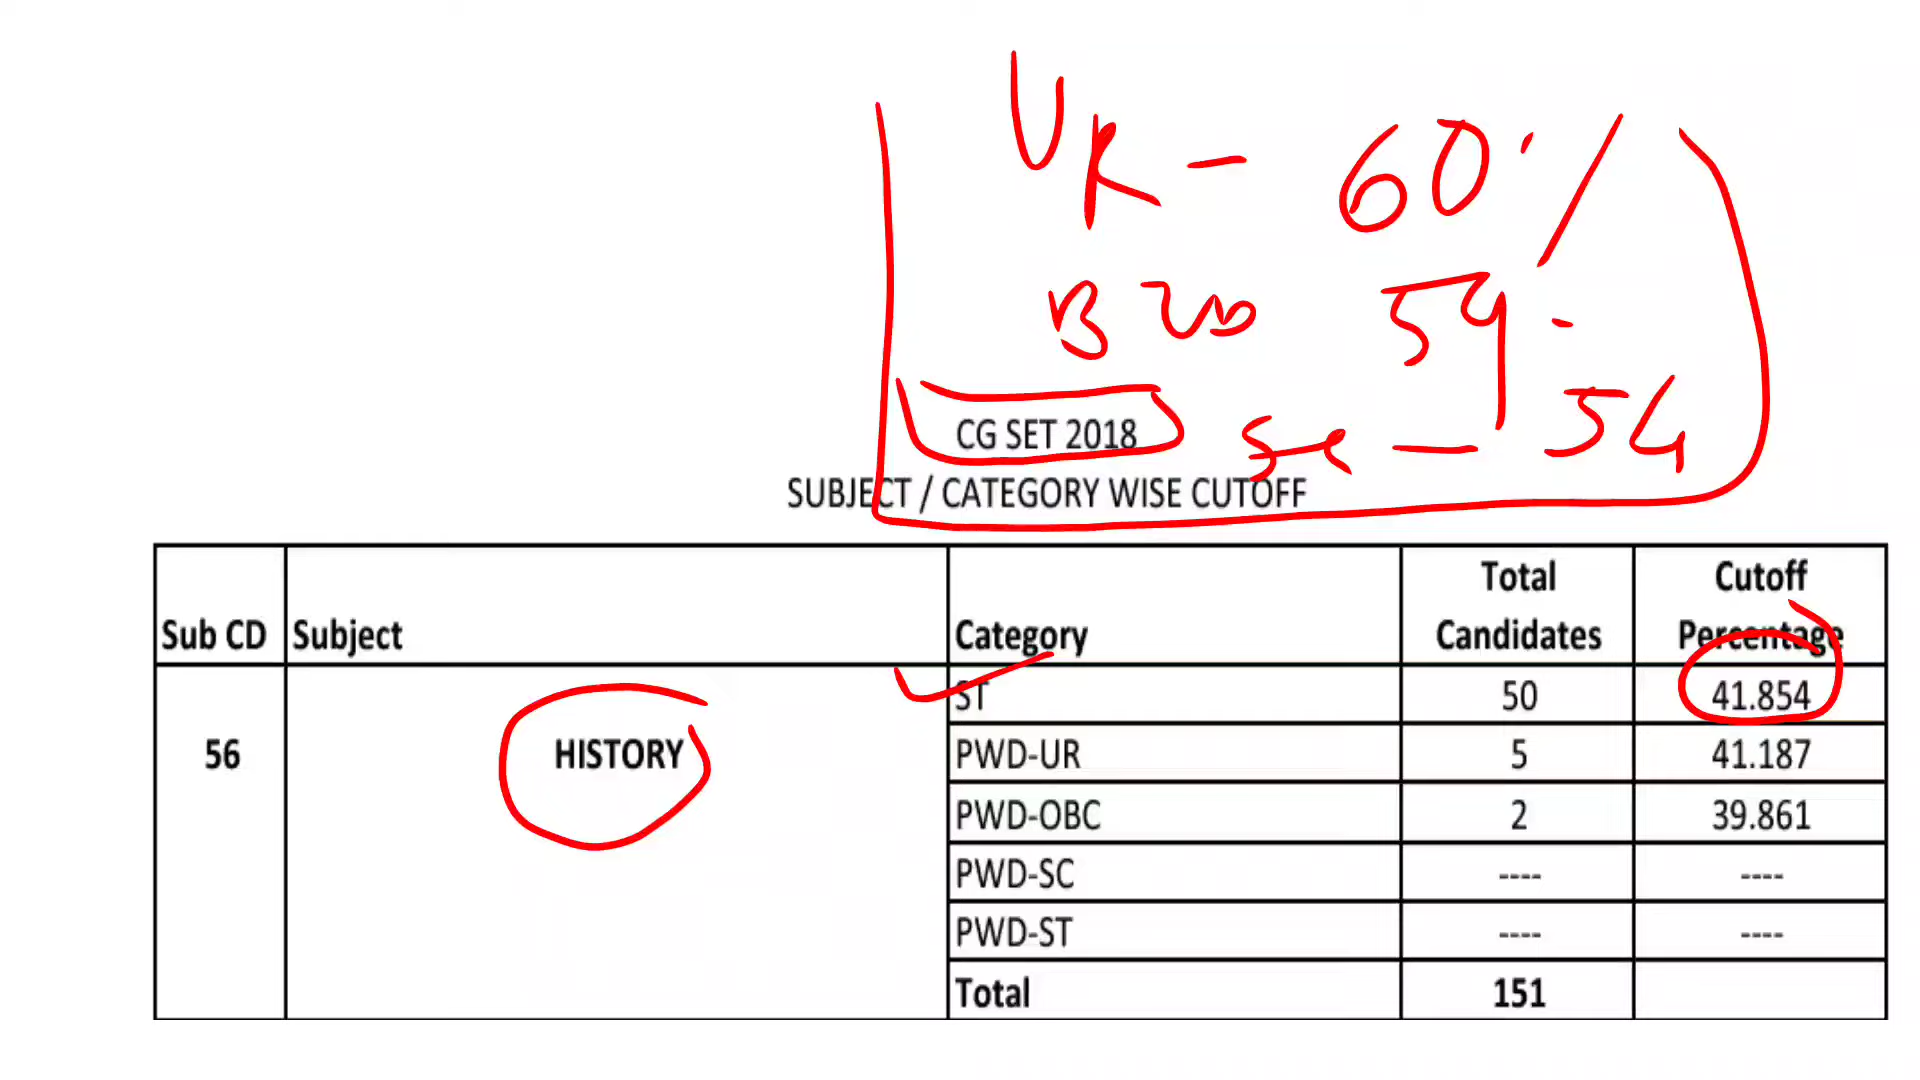 UR - 60%
59 -
CG SET 2018
Sc - 54
SUBJECT / CATEGORY WISE CUTOFF
Sub CD Subject Category Total Candidates Cutoff Percentage
56 HISTORY
ST 50 41.854
PWD-UR 5 41.187
PWD-OBC 2 39.861
PWD-SC ---- ----
PWD-ST ---- ----
Total 151